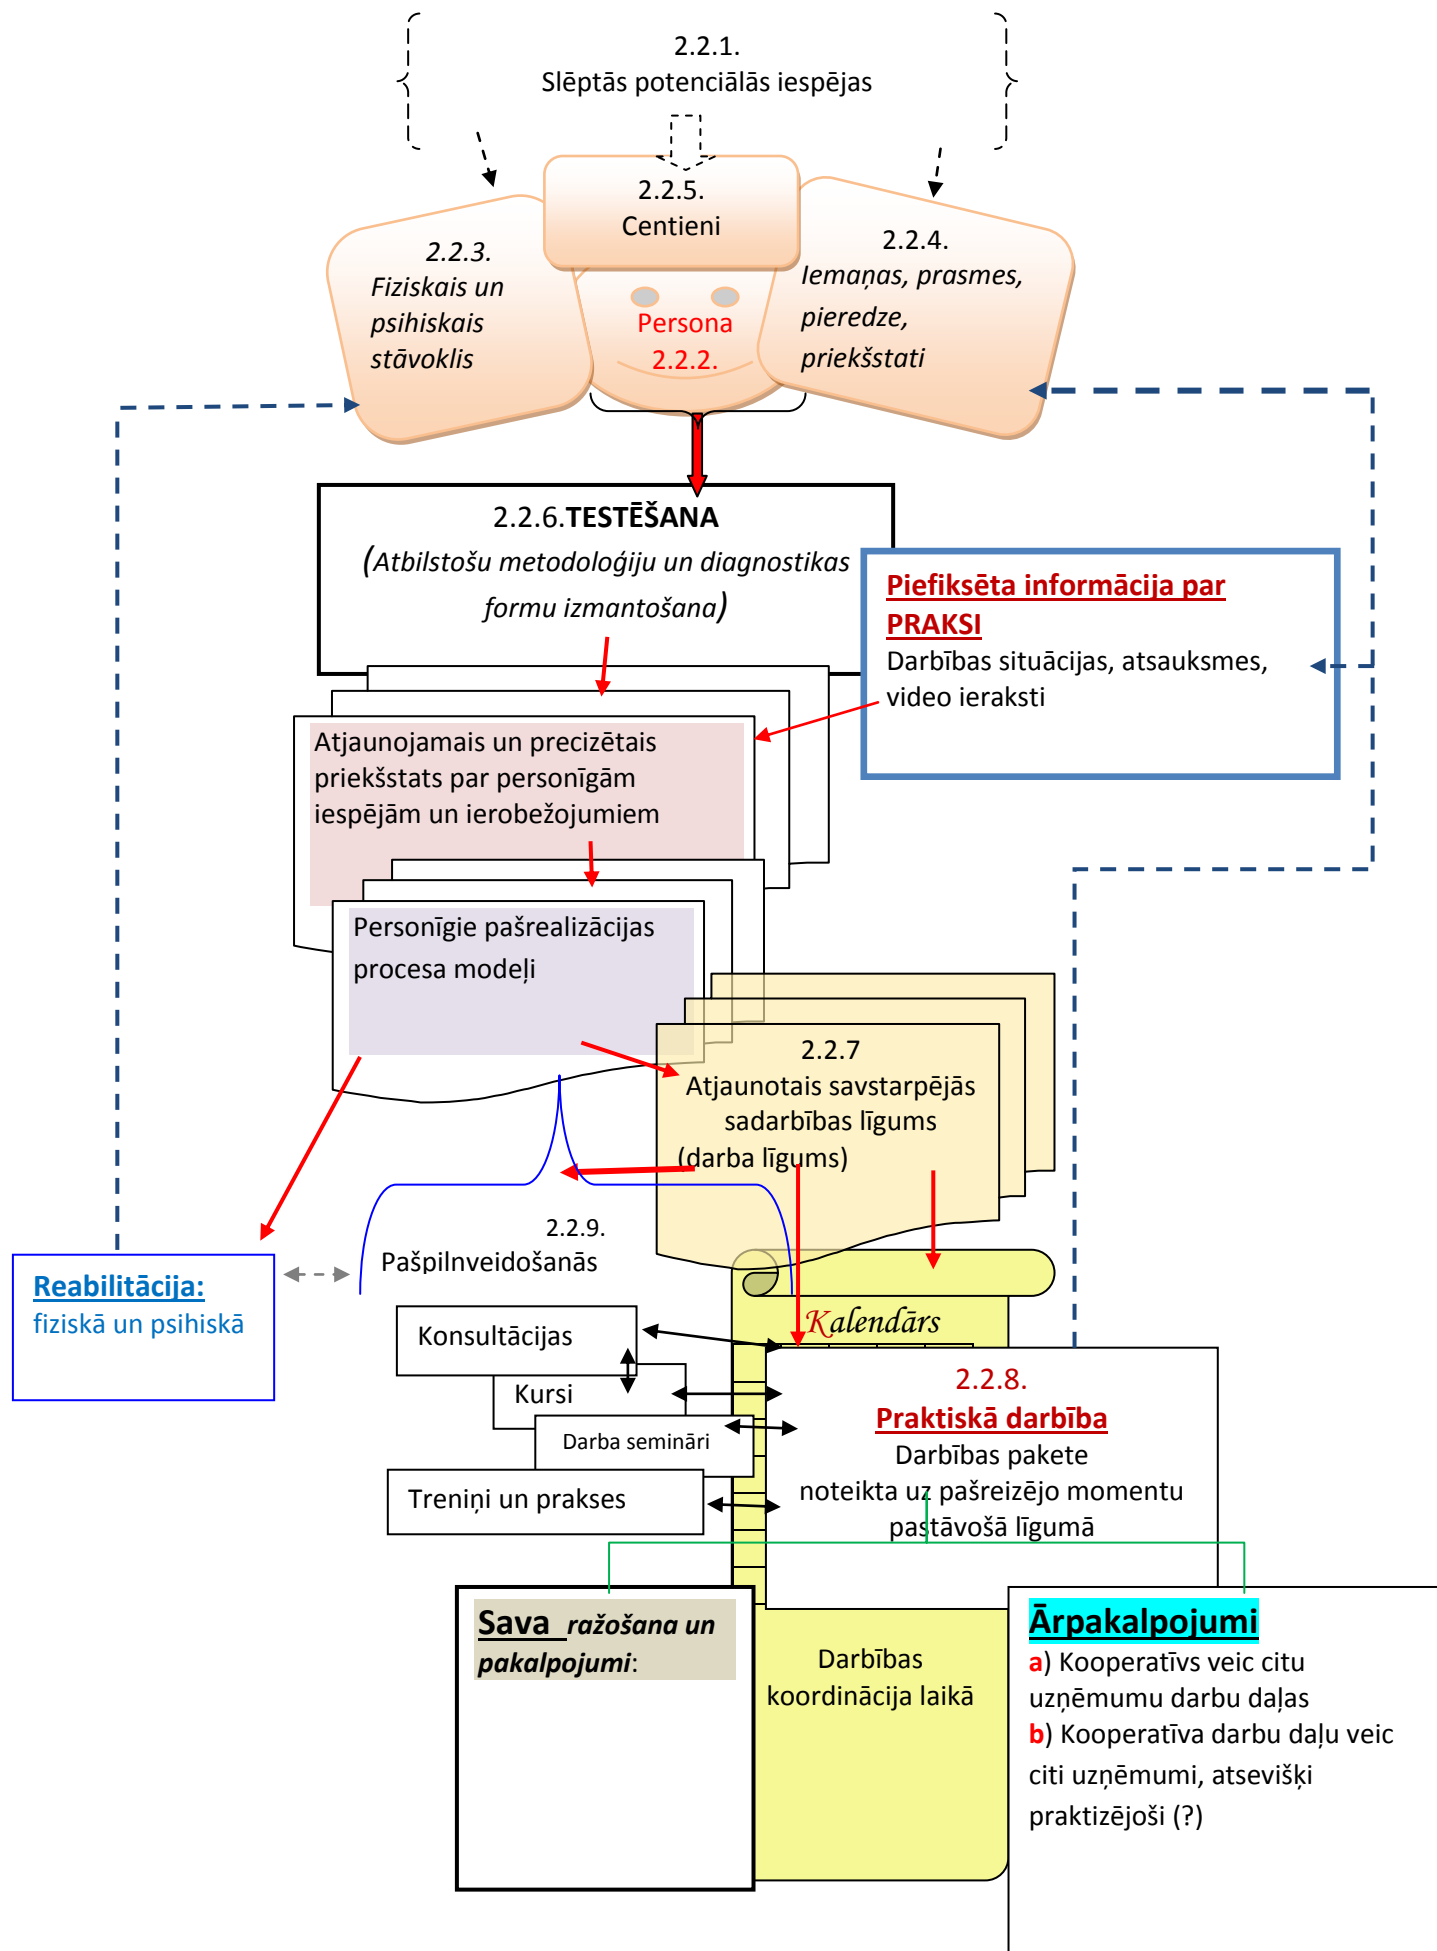 2.2.1.
Slēptās potenciālās iespējas
2.2.5.
Centieni
2.2.3.
Fiziskais un
psihiskais
stāvoklis
Persona
2.2.2.
2.2.4.
Iemaņas, prasmes,
pieredze,
priekšstati
2.2.6.TESTĒŠANA
(Atbilstošu metodoloģiju un diagnostikas
formu izmantošana)
Piefiksēta informācija par
PRAKSI
Darbības situācijas, atsauksmes,
video ieraksti
Atjaunojamais un precizētais
priekšstats par personīgām
iespējām un ierobežojumiem
Personīgie pašrealizācijas
procesa modeļi
2.2.7
Atjaunotais savstarpējās
sadarbības līgums
(darba līgums)
2.2.9.
Pašpilnveidošanās
Reabilitācija:
fiziskā un psihiskā
Kalendārs
Konsultācijas
Kursi
Darba semināri
Treniņi un prakses
2.2.8.
Praktiskā darbība
Darbības pakete
noteikta uz pašreizējo momentu
pastāvošā līgumā
Sava ražošana un
pakalpojumi:
Darbības
koordinācija laikā
Ārpakalpojumi
a) Kooperatīvs veic citu
uzņēmumu darbu daļas
b) Kooperatīva darbu daļu veic
citi uzņēmumi, atsevišķi
praktizējoši (?)